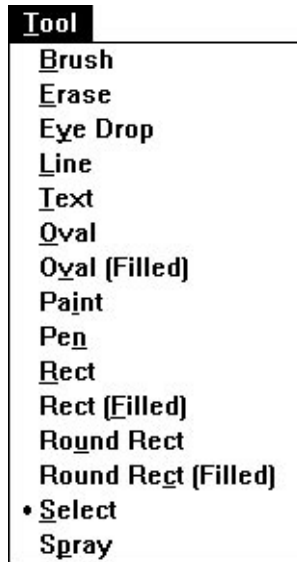 Tool
Brush
Erase
Eye Drop
Line
Text
Oval
Oval (Filled)
Paint
Pen
Rect
Rect (Filled)
Round Rect
Round Rect (Filled)
• Select
Spray